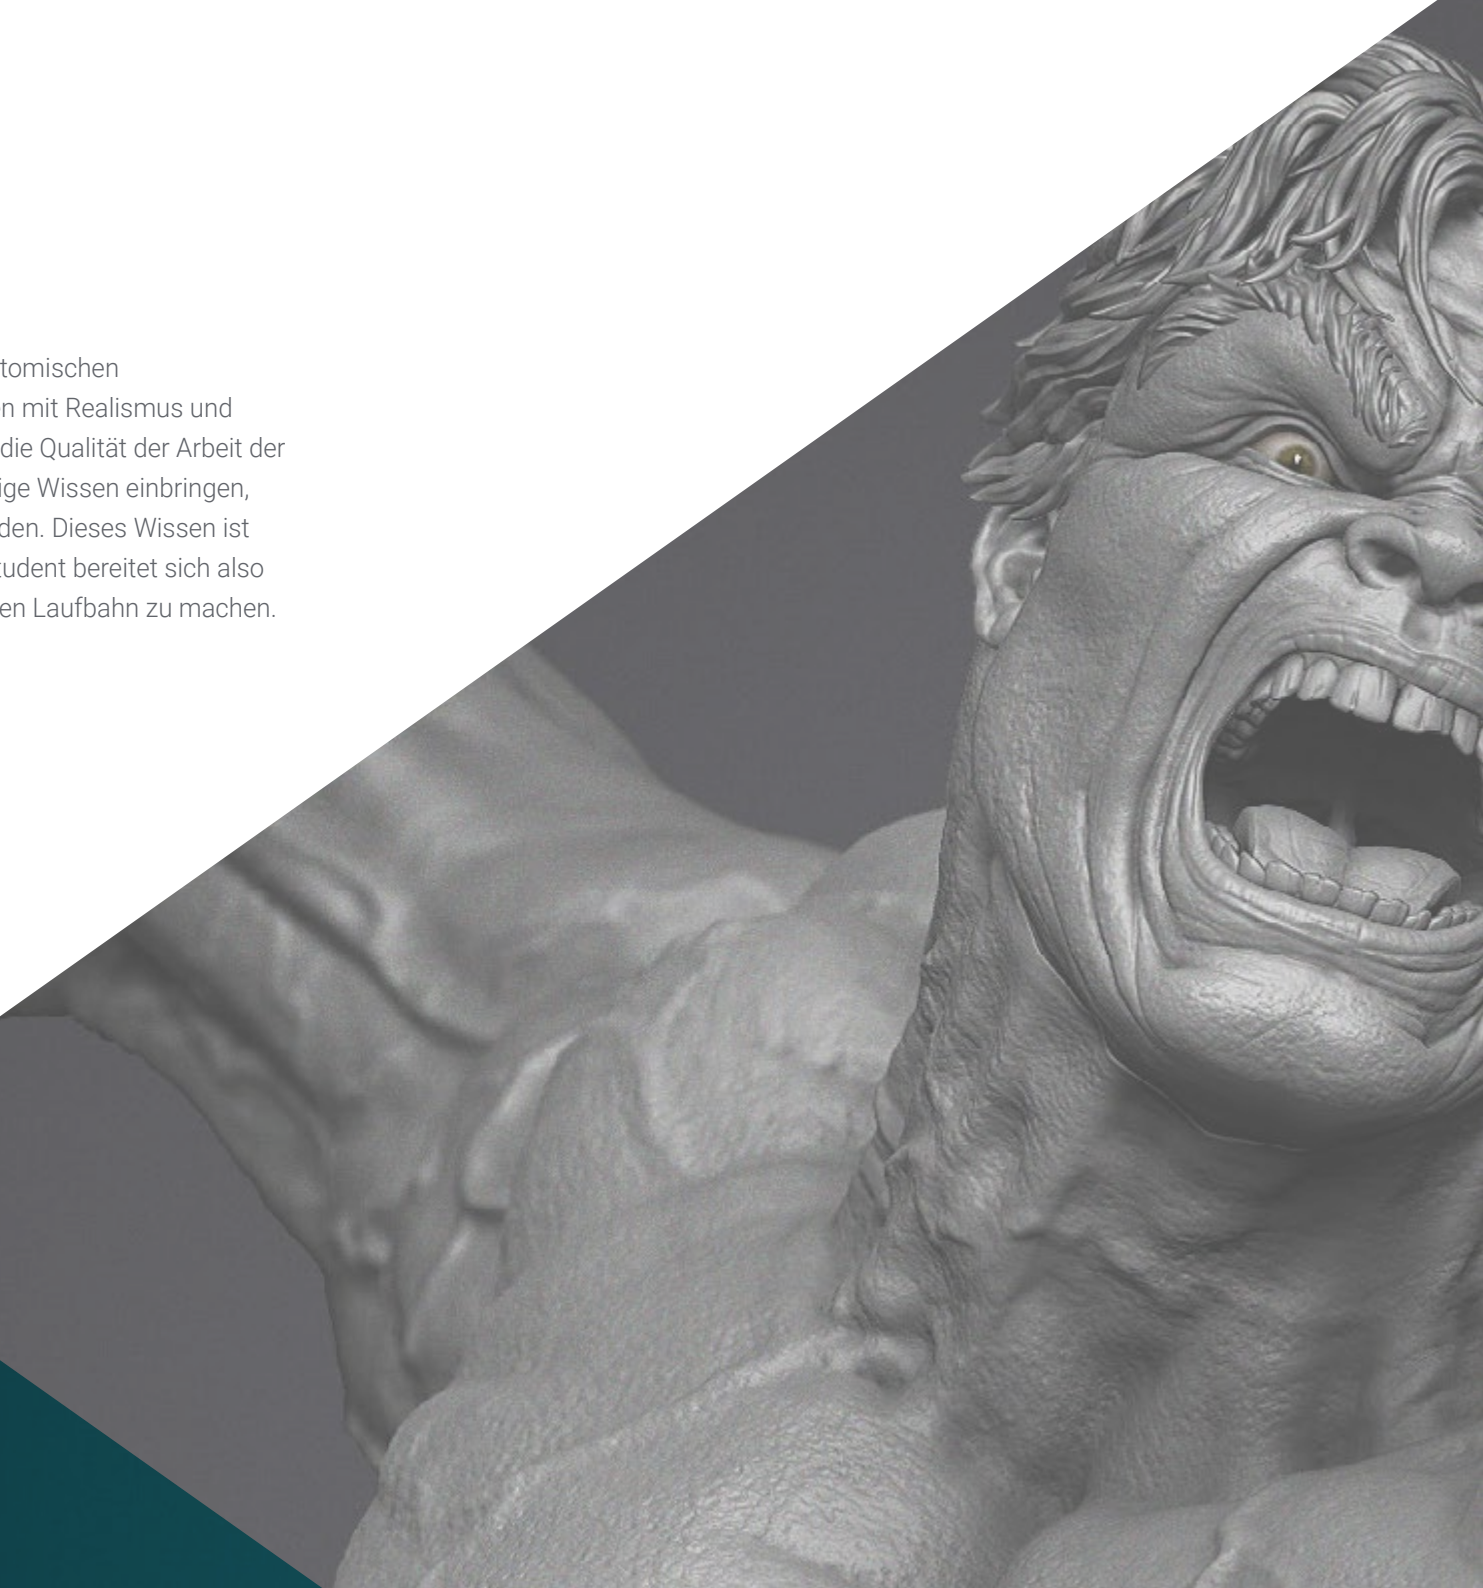 tomischen
en mit Realismus und
die Qualität der Arbeit der
ige Wissen einbringen,
den. Dieses Wissen ist
tudent bereitet sich also
en Laufbahn zu machen.